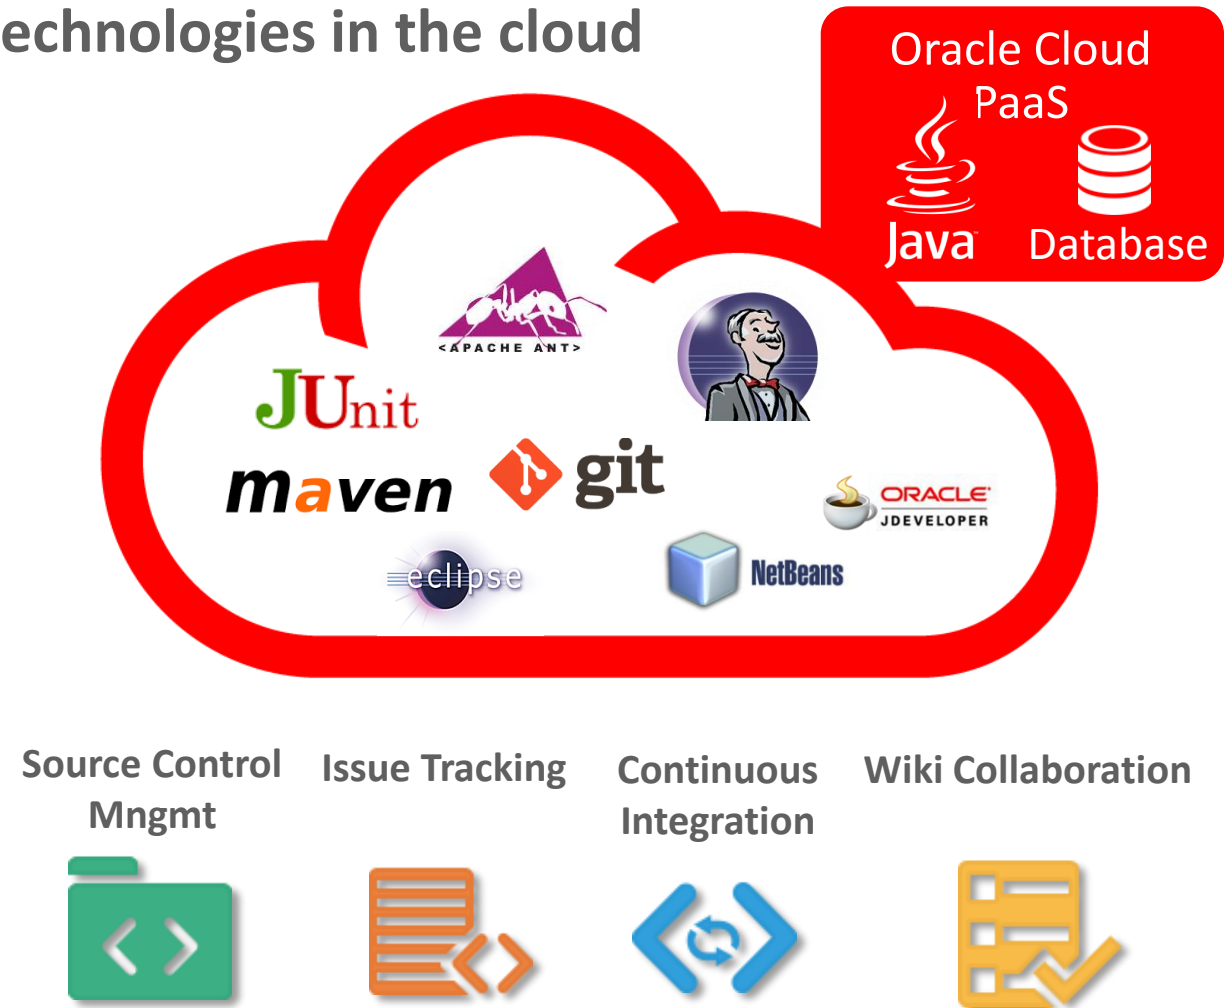 echnologies in the cloud
Oracle Cloud
PaaS
Java
Database
<APACHE ANT>
JUnit
maven
git
ORACLE
JDEVELOPER
eclipse
NetBeans
Source Control
Mngmt
Issue Tracking
Continuous
Integration
Wiki Collaboration